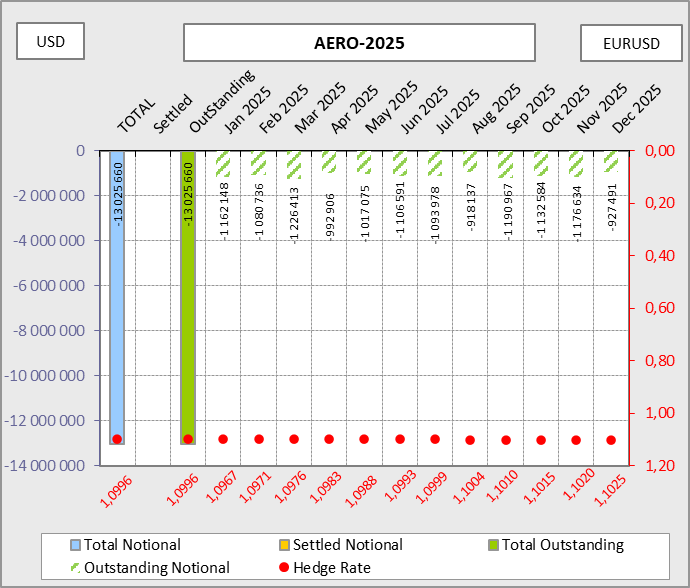 USD
AERO-2025
EURUSD
TOTAL
Settled
OutStanding
Jan 2025
Feb 2025
Mar 2025
Apr 2025
May 2025
Jun 2025
Jul 2025
Aug 2025
Sep 2025
Oct 2025
Nov 2025
Dec 2025
0
-2 000 000
-4 000 000
-6 000 000
-8 000 000
-10 000 000
-12 000 000
-14 000 000
-13 025 660
-13 025 660
-1 162 148
-1 080 736
-1 226 413
-992 906
-1 017 075
-1 106 591
-1 093 978
-918 137
-1 190 967
-1 132 584
-1 176 634
-927 491
0,00
0,20
0,40
0,60
0,80
1,00
1,20
1,0996
1,0996
1,0967
1,0971
1,0976
1,0983
1,0988
1,0993
1,0999
1,1004
1,1010
1,1015
1,1020
1,1025
Total Notional
Settled Notional
Total Outstanding
Outstanding Notional
Hedge Rate